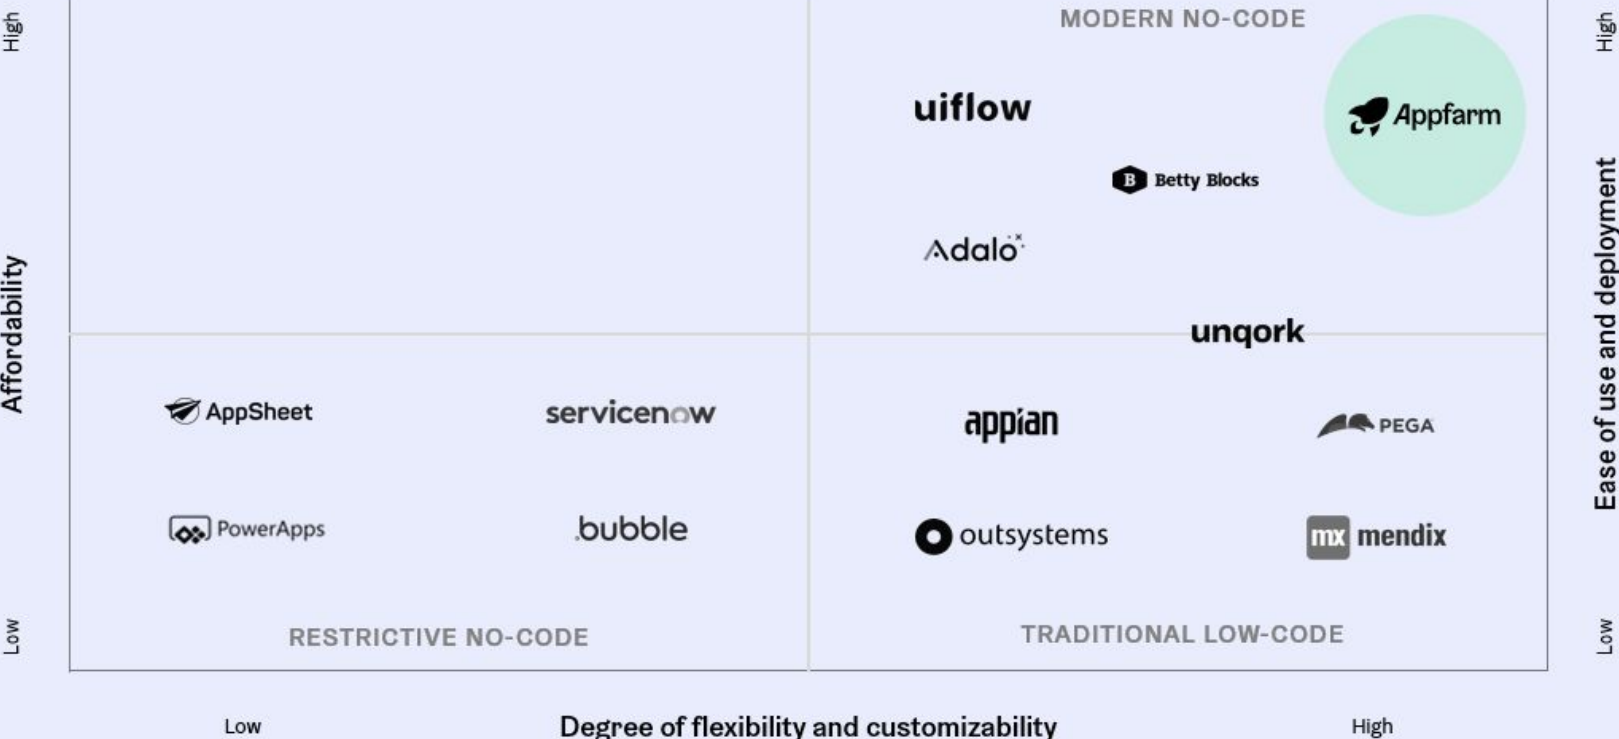 High
MODERN NO-CODE
High
uiflow
Appfarm
B Betty Blocks
Adalo
Affordability
Ease of use and deployment
unqork
AppSheet
servicenow
appian
PEGA
PowerApps
.bubble
outsystems
mx mendix
Low
RESTRICTIVE NO-CODE
TRADITIONAL LOW-CODE
Low
Low
Degree of flexibility and customizability
High